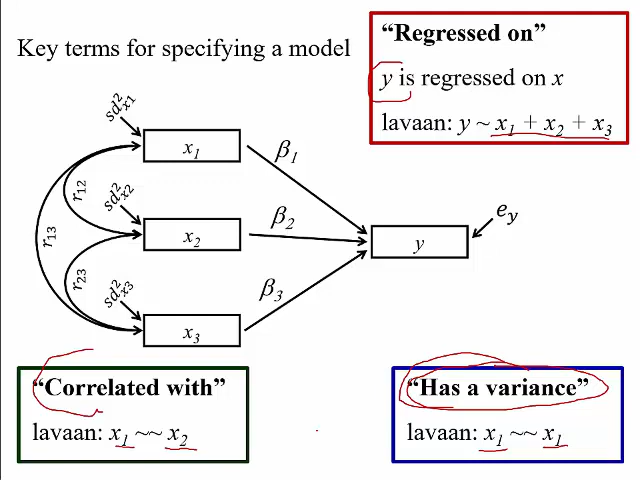 Key terms for specifying a model
“Regressed on”
y is regressed on x
lavaan: y ~ x₁ + x₂ + x₃
sd²ₓ₁
x₁
β₁
r₁₂
sd²ₓ₂
x₂
β₂
r₁₃
y
e_y
r₂₃
sd²ₓ₃
x₃
β₃
“Correlated with”
lavaan: x₁ ~~ x₂
“Has a variance”
lavaan: x₁ ~~ x₁